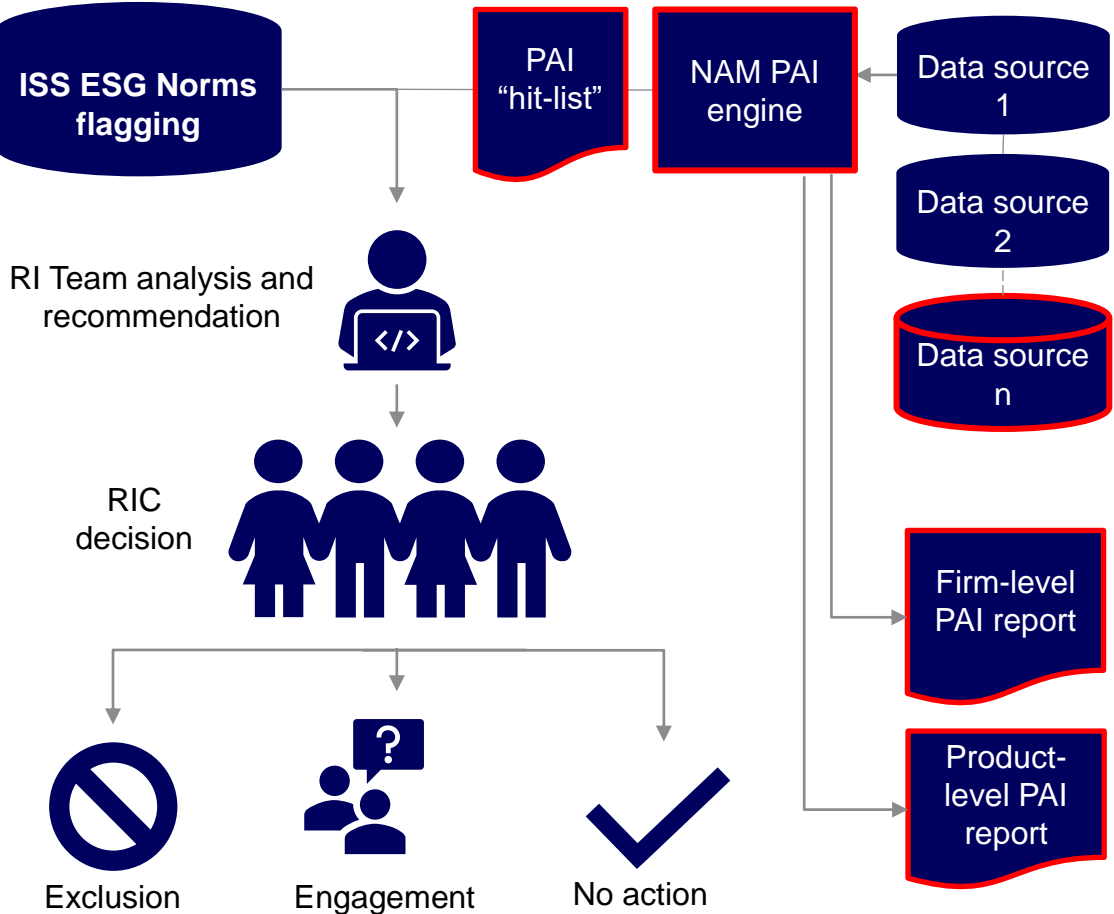 ISS ESG Norms
flagging
PAI
“hit-list”
NAM PAI
engine
Data source
1
Data source
2
Data source
n
RI Team analysis and
recommendation
</>
RIC
decision
Firm-level
PAI report
Product-
level PAI
report
?
Exclusion
Engagement
No action